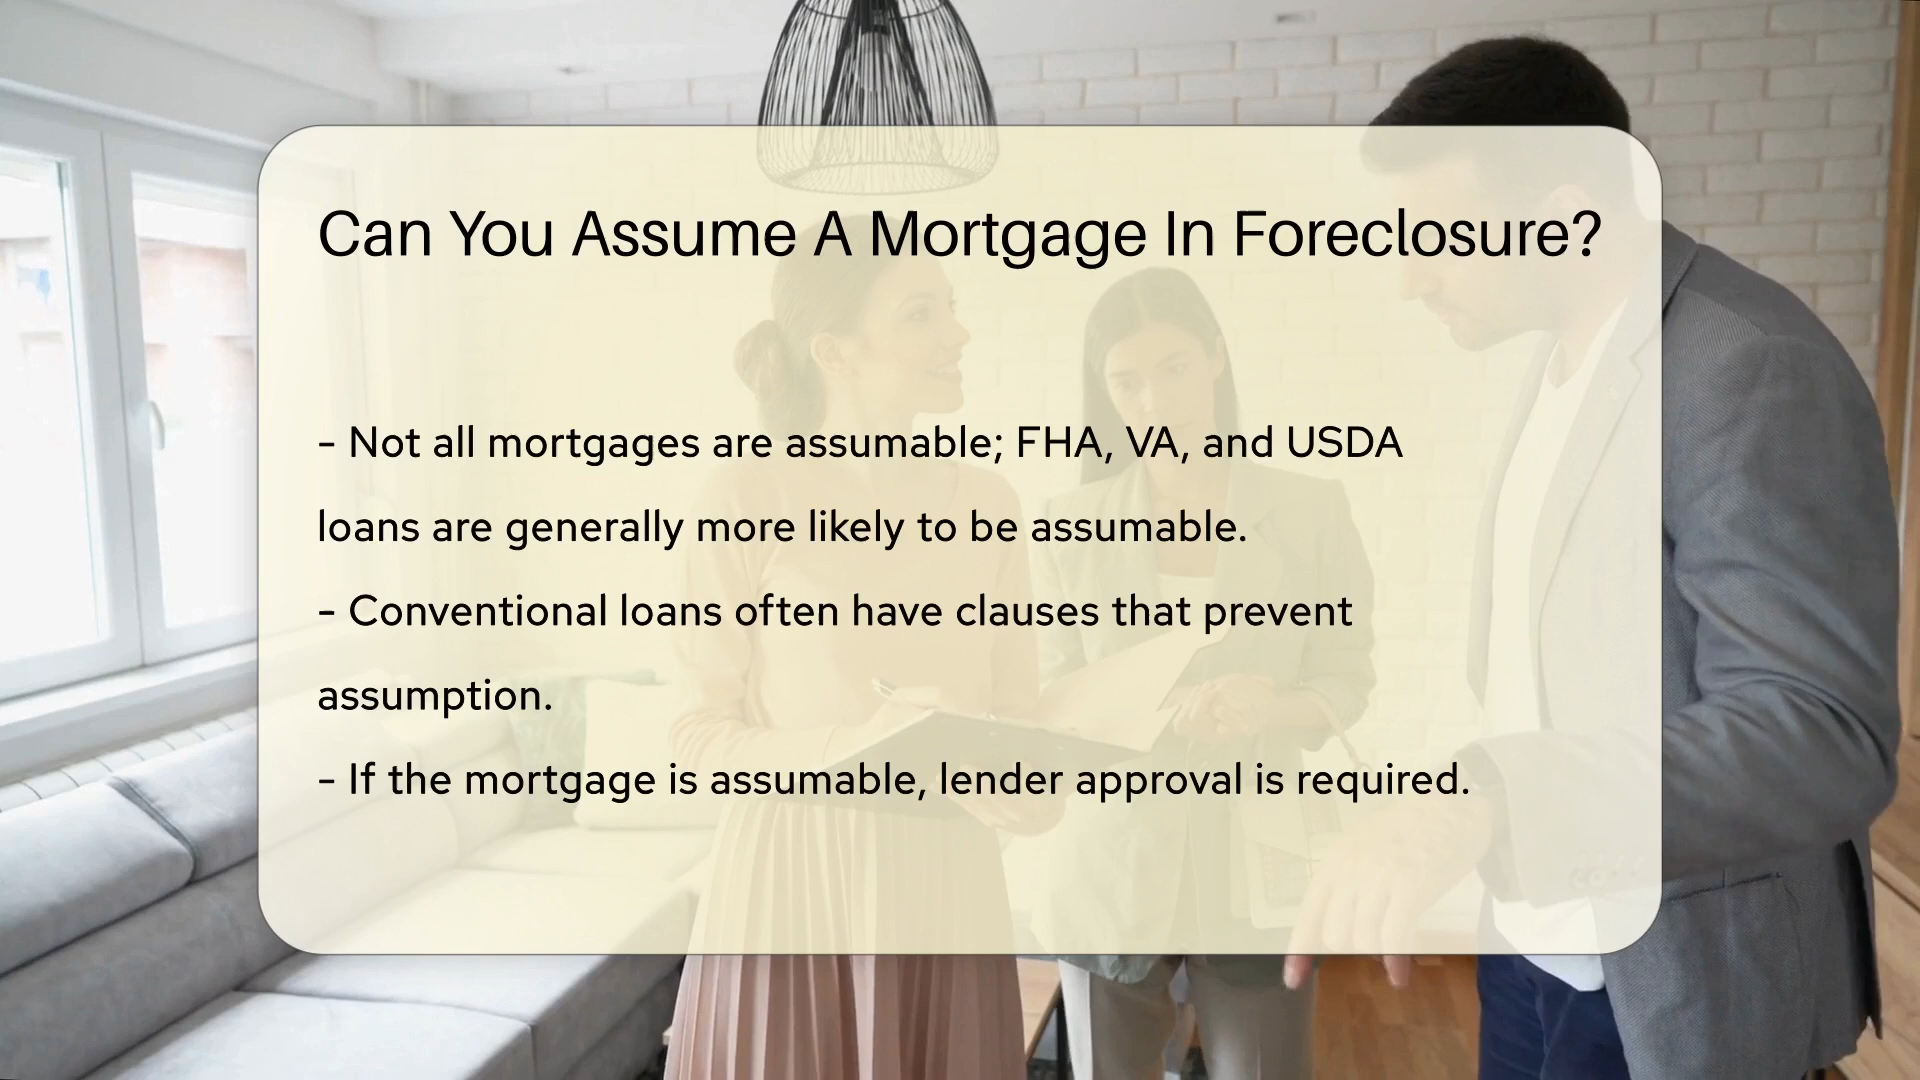 Can You Assume A Mortgage In Foreclosure?
- Not all mortgages are assumable; FHA, VA, and USDA
loans are generally more likely to be assumable.
- Conventional loans often have clauses that prevent
assumption.
- If the mortgage is assumable, lender approval is required.